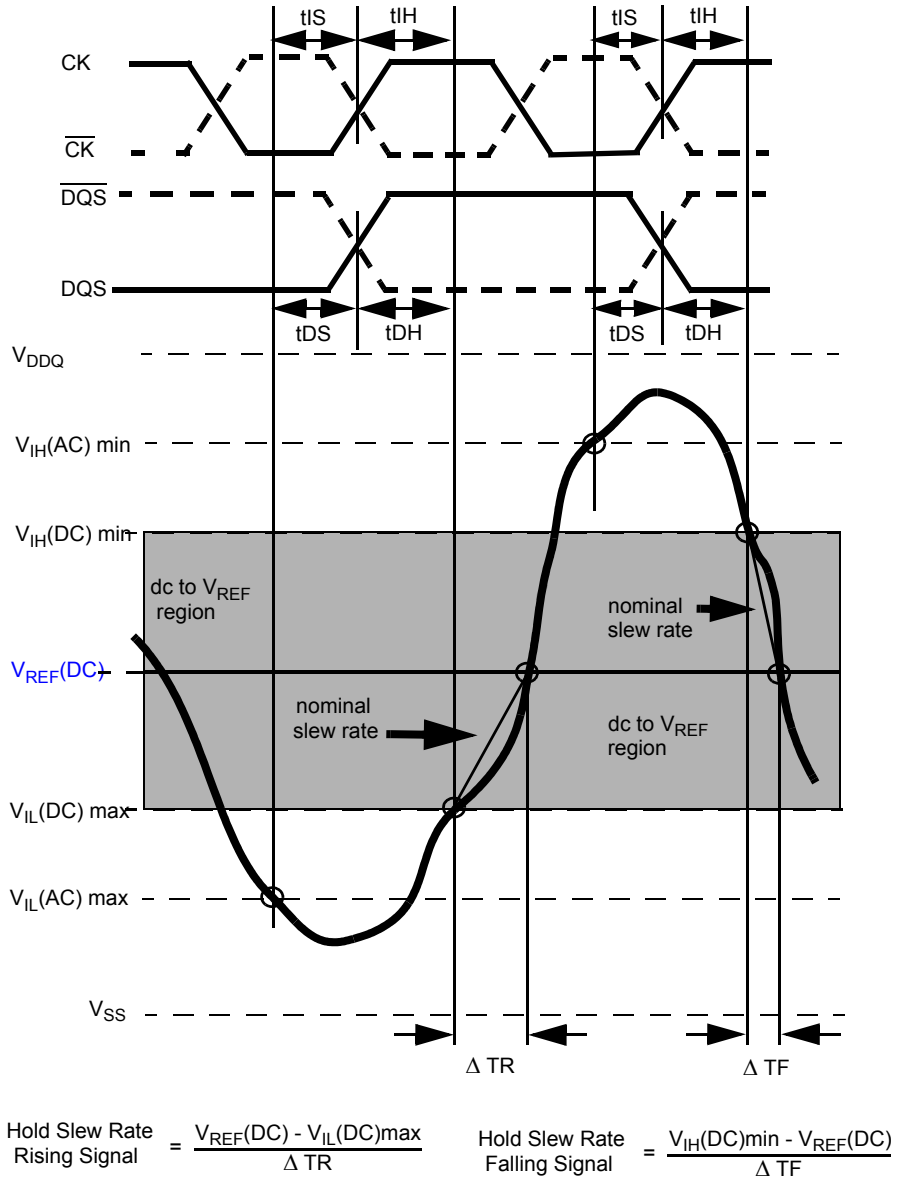 tIS tIH tIS tIH
CK
CK
DQS
DQS
tDS tDH tDS tDH
VDDQ
VIH(AC) min
VIH(DC) min
dc to VREF
region
nominal
slew rate
VREF(DC)
nominal
slew rate
dc to VREF
region
VIL(DC) max
VIL(AC) max
VSS
Δ TR Δ TF
Hold Slew Rate
Rising Signal
= VREF(DC) - VIL(DC)max
Δ TR
Hold Slew Rate
Falling Signal
= VIH(DC)min - VREF(DC)
Δ TF